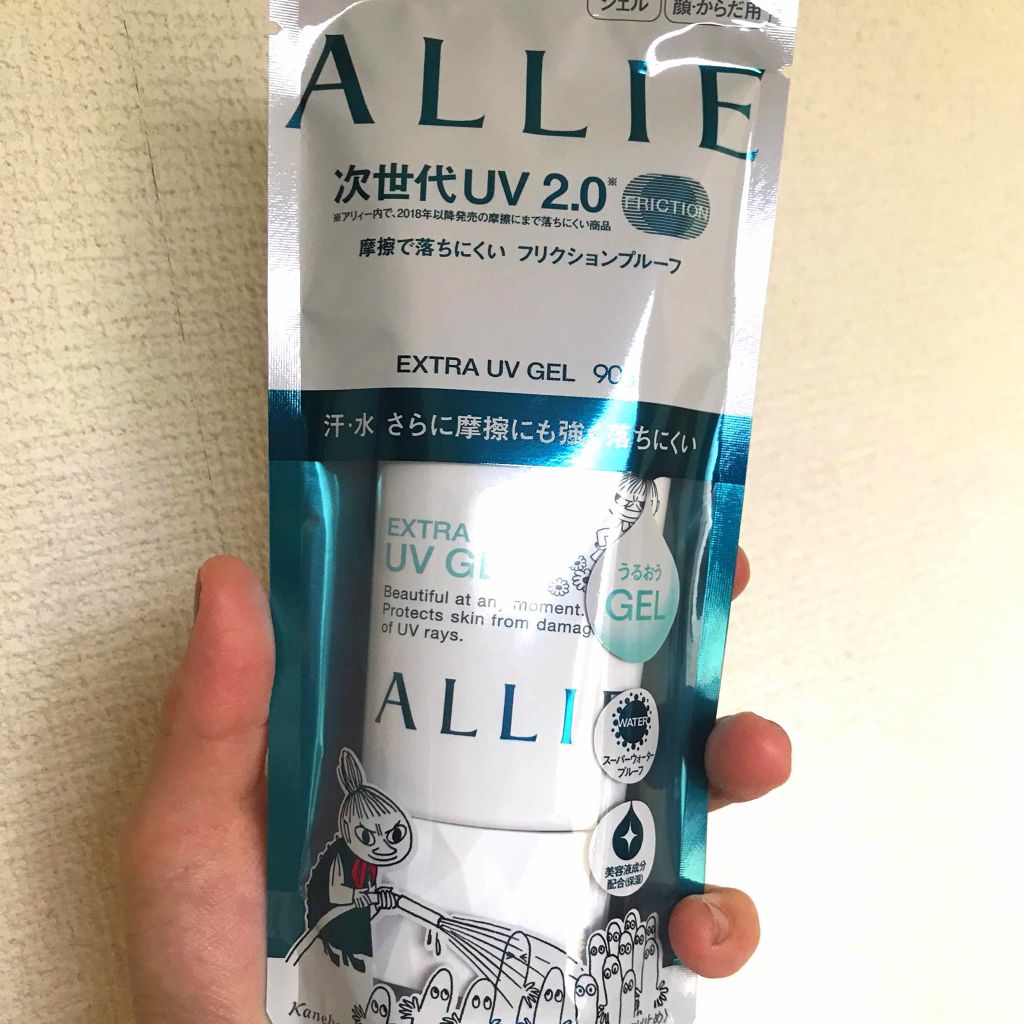 ジェル 顔・からだ用
ALLIE
次世代UV 2.0※
FRICTION
※アリィー内で、2018年以降発売の摩擦にまで落ちにくい商品
摩擦で落ちにくい フリクションプルーフ
EXTRA UV GEL 90
汗・水 さらに摩擦にも強く落ちにくい
EXTRA
UV GEL
うるおう
GEL
Beautiful at any moment.
Protects skin from damag
of UV rays.
ALLIE
WATER
スーパーウォーター
プルーフ
美容液成分
配合(保湿)
Kaneb